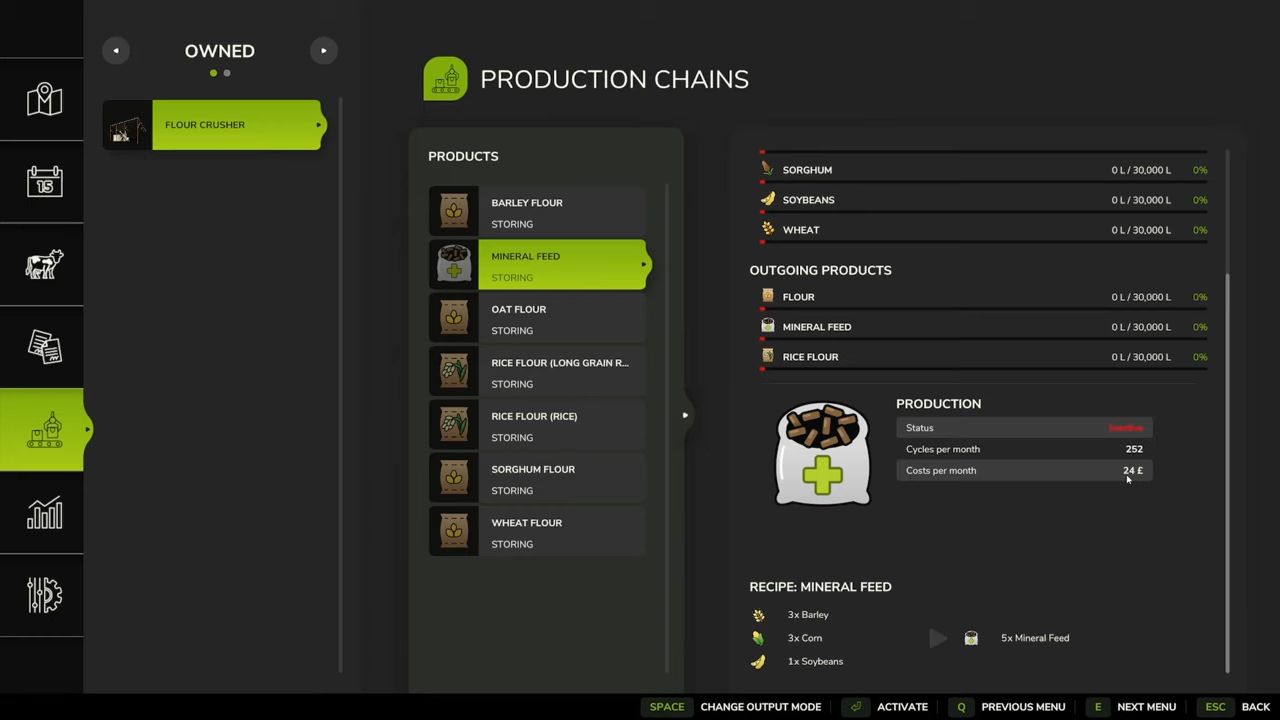 OWNED
FLOUR CRUSHER
15
PRODUCTION CHAINS
PRODUCTS
BARLEY FLOUR
STORING
MINERAL FEED
STORING
OAT FLOUR
STORING
RICE FLOUR (LONG GRAIN R...
STORING
RICE FLOUR (RICE)
STORING
SORGHUM FLOUR
STORING
WHEAT FLOUR
STORING
SORGHUM 0 L / 30,000 L 0%
SOYBEANS 0 L / 30,000 L 0%
WHEAT 0 L / 30,000 L 0%
OUTGOING PRODUCTS
FLOUR 0 L / 30,000 L 0%
MINERAL FEED 0 L / 30,000 L 0%
RICE FLOUR 0 L / 30,000 L 0%
PRODUCTION
Status Inactive
Cycles per month 252
Costs per month 24 £
RECIPE: MINERAL FEED
3x Barley
3x Corn
1x Soybeans
5x Mineral Feed
SPACE CHANGE OUTPUT MODE ACTIVATE Q PREVIOUS MENU E NEXT MENU ESC BACK